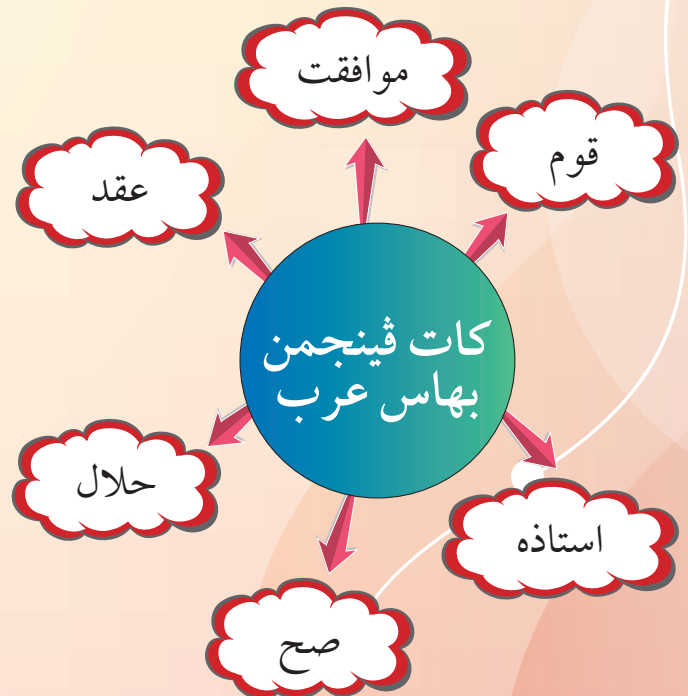 موافقت
قوم
عقد
كات ڤينجمن
بهاس عرب
حلال
استاذه
صح